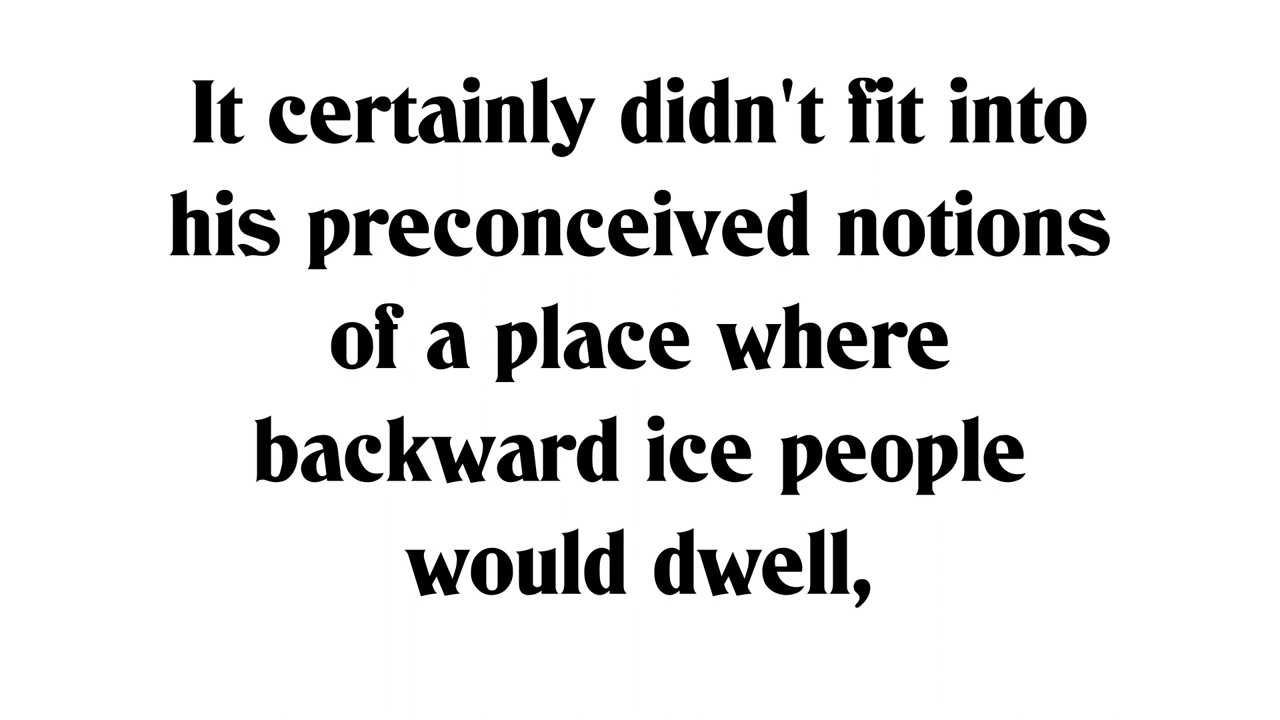 It certainly didn't fit into
his preconceived notions
of a place where
backward ice people
would dwell,